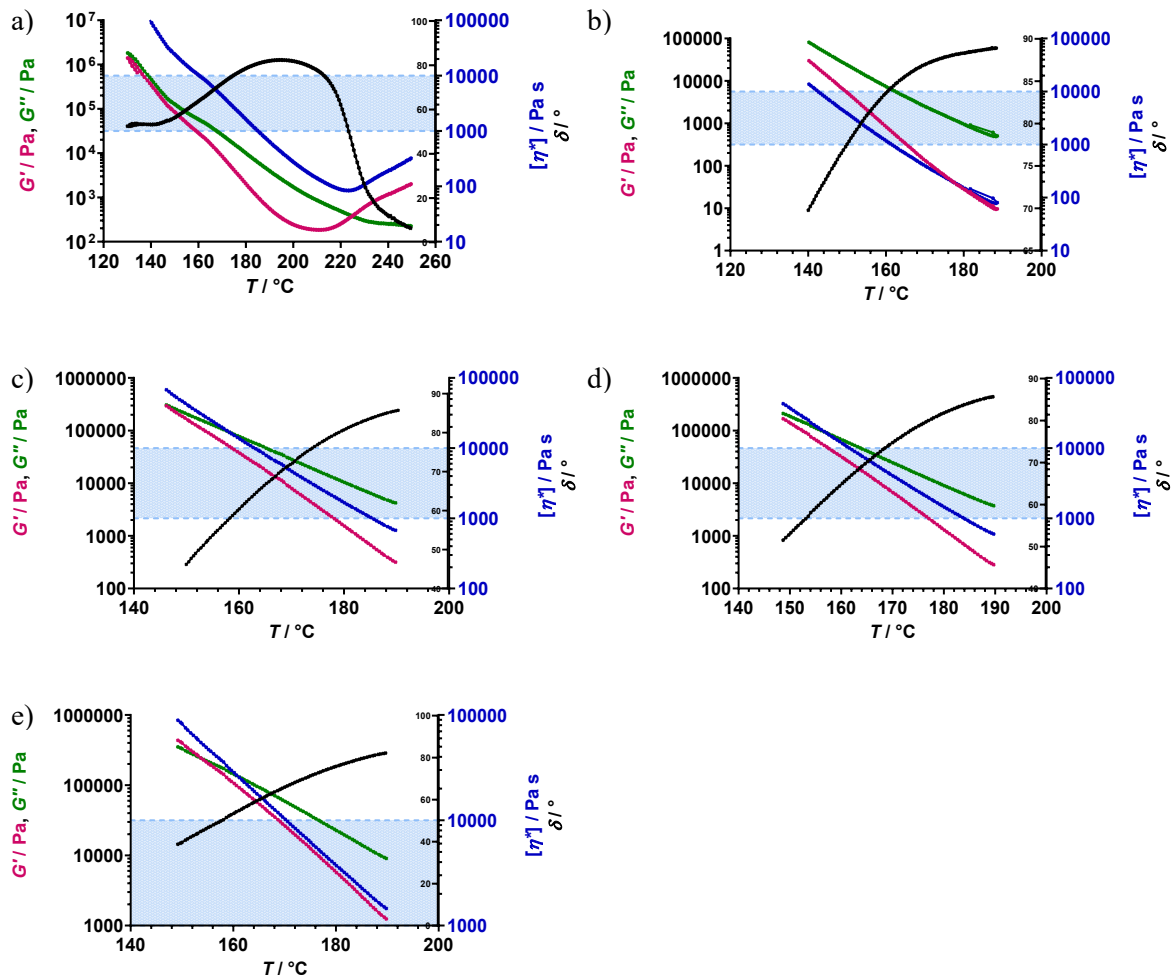 a)
10⁷
10⁶
10⁵
10⁴
10³
10²
G′ / Pa, G″ / Pa
120 140 160 180 200 220 240 260
T / °C
100
80
60
40
20
0
100000
10000
1000
100
10
[η*] / Pa s
δ / °
b)
100000
10000
1000
100
10
1
G′ / Pa, G″ / Pa
120 140 160 180 200
T / °C
90
85
80
75
70
65
100000
10000
1000
100
10
[η*] / Pa s
δ / °
c)
1000000
100000
10000
1000
100
G′ / Pa, G″ / Pa
140 160 180 200
T / °C
90
80
70
60
50
40
100000
10000
1000
100
[η*] / Pa s
δ / °
d)
1000000
100000
10000
1000
100
G′ / Pa, G″ / Pa
140 150 160 170 180 190 200
T / °C
90
80
70
60
50
40
100000
10000
1000
100
[η*] / Pa s
δ / °
e)
1000000
100000
10000
1000
G′ / Pa, G″ / Pa
140 160 180 200
T / °C
100
80
60
40
20
0
100000
10000
1000
[η*] / Pa s
δ / °